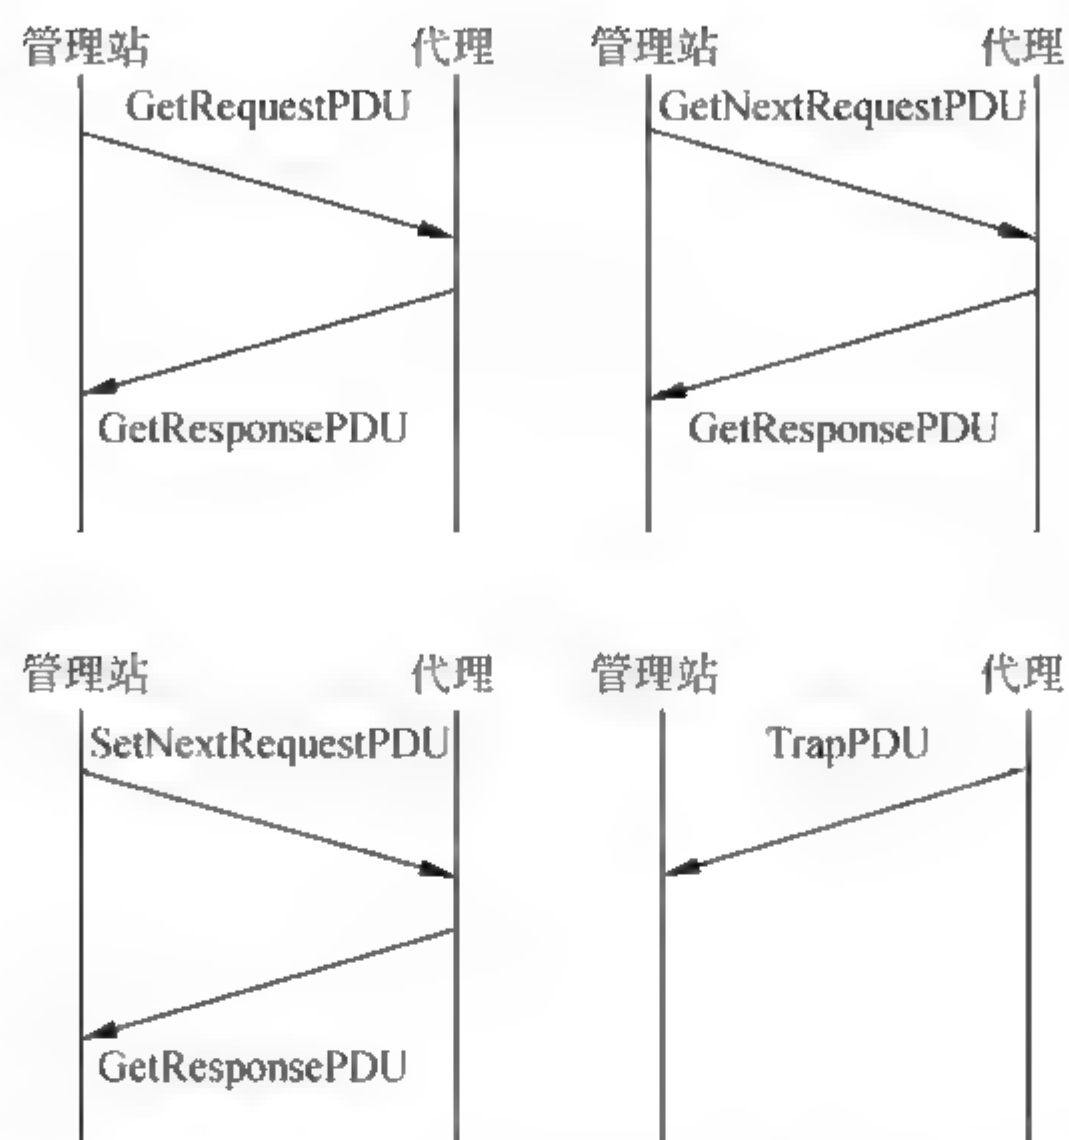 管理站 代理 管理站 代理
GetRequestPDU GetNextRequestPDU
GetResponsePDU GetResponsePDU
管理站 代理 管理站 代理
SetNextRequestPDU TrapPDU
GetResponsePDU